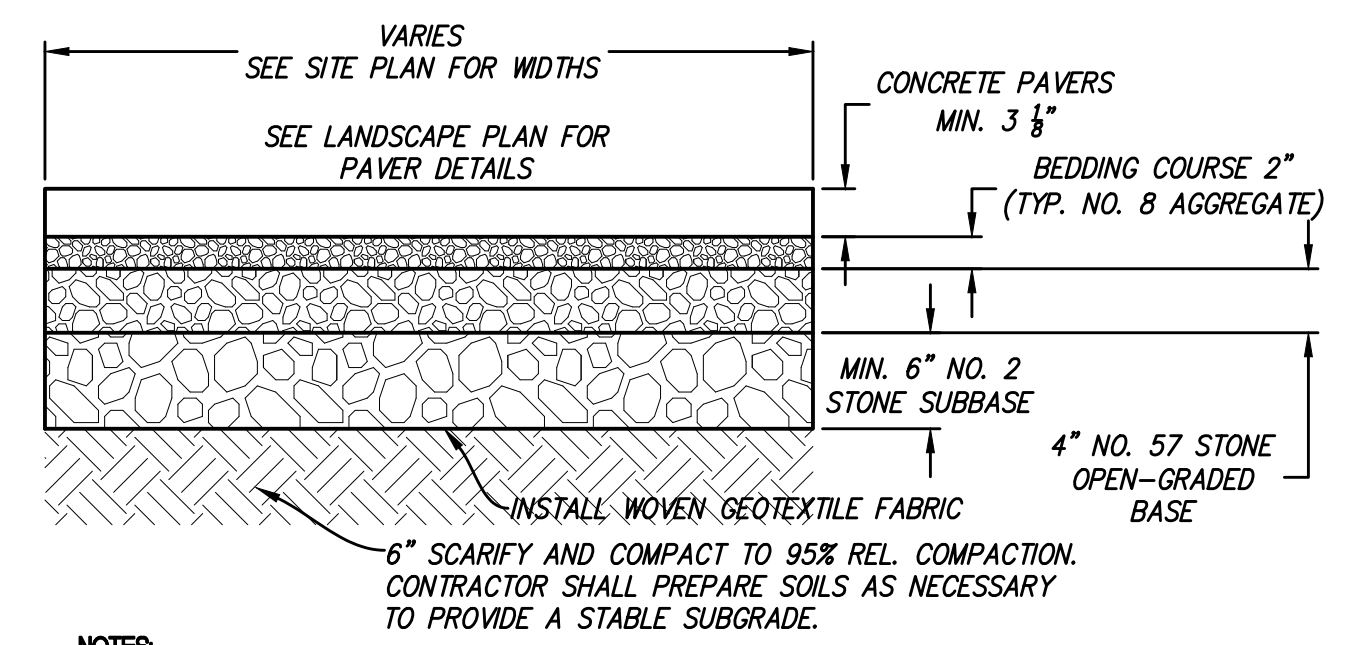 VARIES
SEE SITE PLAN FOR WIDTHS
SEE LANDSCAPE PLAN FOR
PAVER DETAILS
CONCRETE PAVERS
MIN. 3 1/8"
BEDDING COURSE 2"
(TYP. NO. 8 AGGREGATE)
MIN. 6" NO. 2
STONE SUBBASE
4" NO. 57 STONE
OPEN-GRADED
BASE
INSTALL WOVEN GEOTEXTILE FABRIC
6" SCARIFY AND COMPACT TO 95% REL. COMPACTION.
CONTRACTOR SHALL PREPARE SOILS AS NECESSARY
TO PROVIDE A STABLE SUBGRADE.
NOTES: